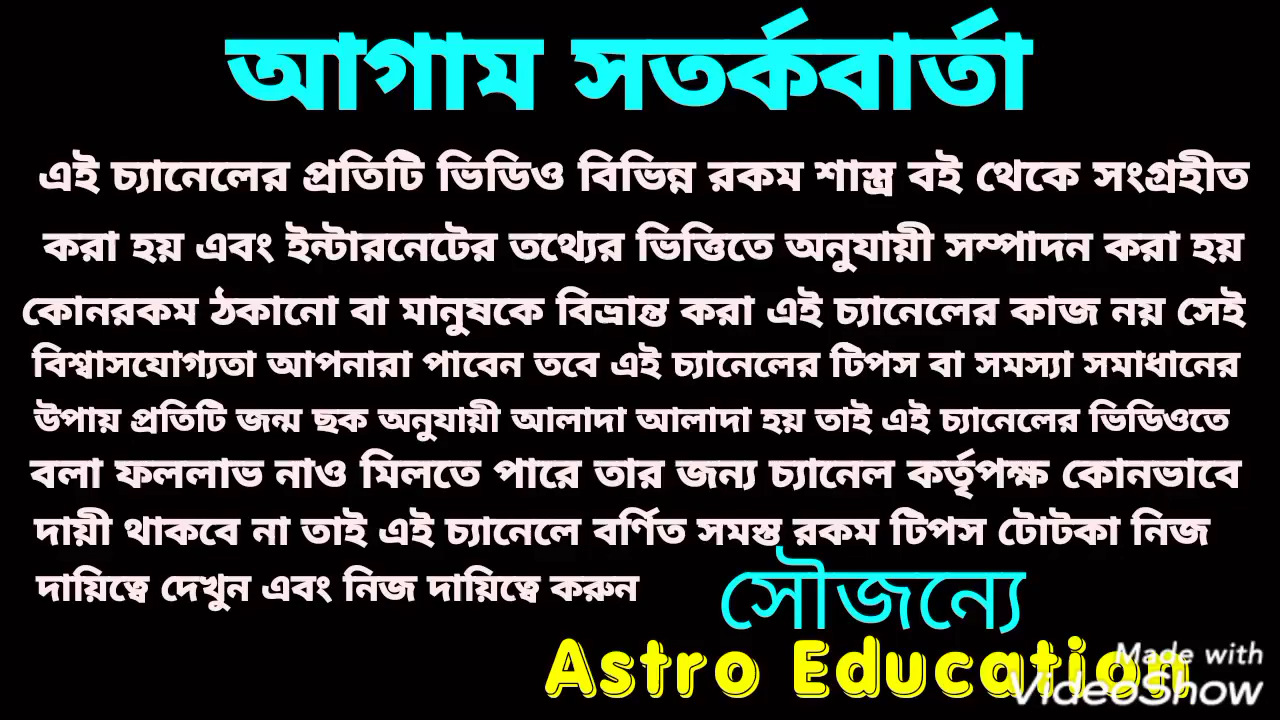 আগাম সতর্কবার্তা
এই চ্যানেলের প্রতিটি ভিডিও বিভিন্ন রকম শাস্ত্র বই থেকে সংগ্রহীত
করা হয় এবং ইন্টারনেটের তথ্যের ভিত্তিতে অনুযায়ী সম্পাদন করা হয়
কোনরকম ঠকানো বা মানুষকে বিভ্রান্ত করা এই চ্যানেলের কাজ নয় সেই
বিশ্বাসযোগ্যতা আপনারা পাবেন তবে এই চ্যানেলের টিপস বা সমস্যা সমাধানের
উপায় প্রতিটি জন্ম ছক অনুযায়ী আলাদা আলাদা হয় তাই এই চ্যানেলের ভিডিওতে
বলা ফললাভ নাও মিলতে পারে তার জন্য চ্যানেল কর্তৃপক্ষ কোনভাবে
দায়ী থাকবে না তাই এই চ্যানেলে বর্ণিত সমস্ত রকম টিপস টোটকা নিজ
দায়িত্বে দেখুন এবং নিজ দায়িত্বে করুন
সৌজন্যে
Astro Education
Made with
VideoShow